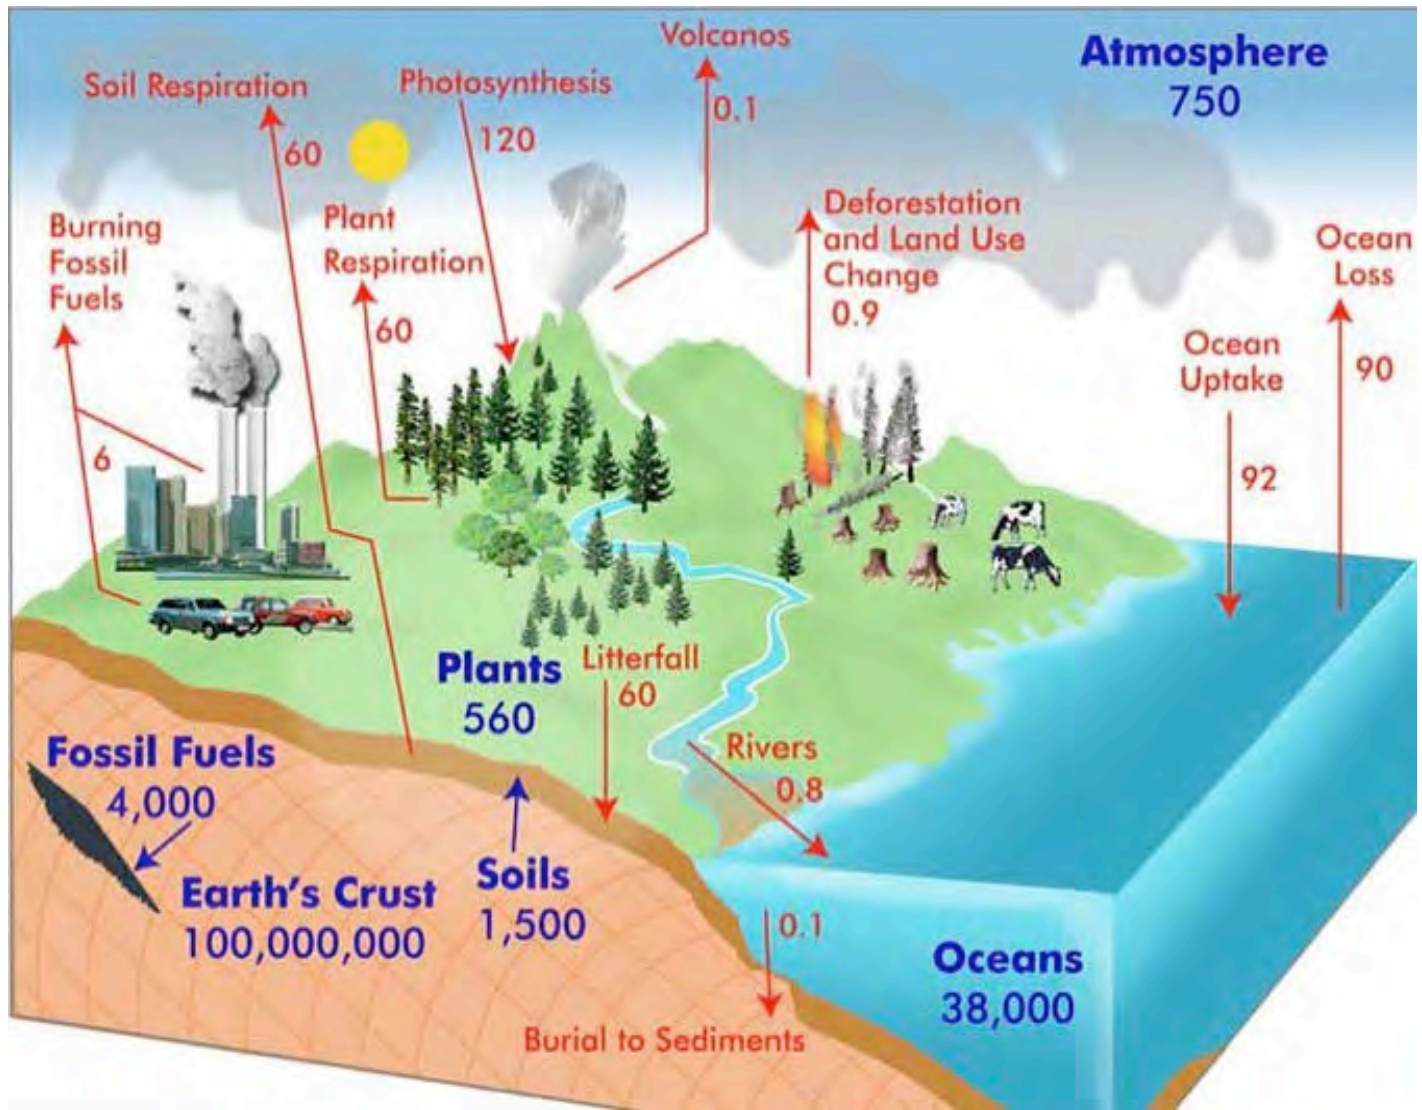 Volcanos
0.1
Atmosphere
750
Soil Respiration
60
Photosynthesis
120
Burning
Fossil
Fuels
6
Plant
Respiration
60
Deforestation
and Land Use
Change
0.9
Ocean
Loss
90
Ocean
Uptake
92
Plants
560
Litterfall
60
Rivers
0.8
Fossil Fuels
4,000
Earth's Crust
100,000,000
Soils
1,500
0.1
Burial to Sediments
Oceans
38,000